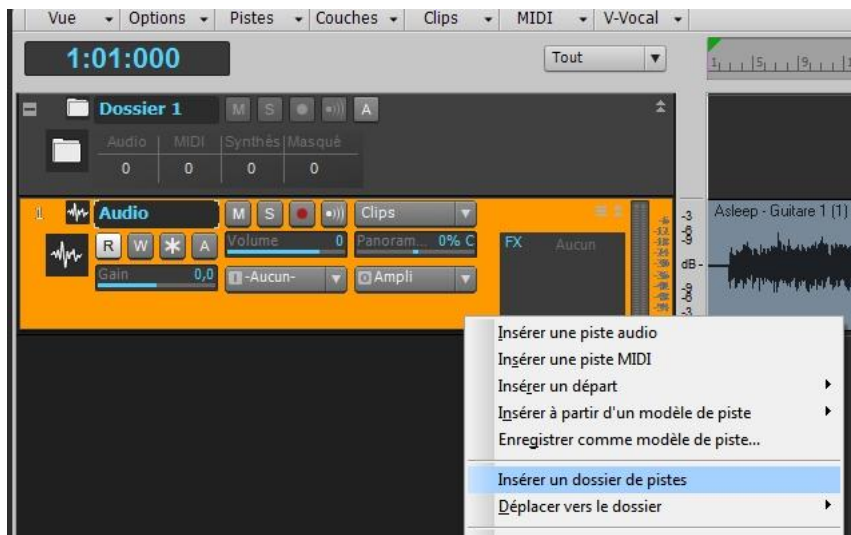 Vue Options Pistes Couches Clips MIDI V-Vocal
1:01:000 Tout 1 5 9
Dossier 1 M S A
Audio MIDI Synthés Masqué
0 0 0 0
1 Audio M S Clips
R W * A Volume 0 Panoram... 0% C FX Aucun
Gain 0,0 -Aucun- Ampli
dB
Asleep - Guitare 1 (1)
Insérer une piste audio
Insérer une piste MIDI
Insérer un départ
Insérer à partir d'un modèle de piste
Enregistrer comme modèle de piste...
Insérer un dossier de pistes
Déplacer vers le dossier